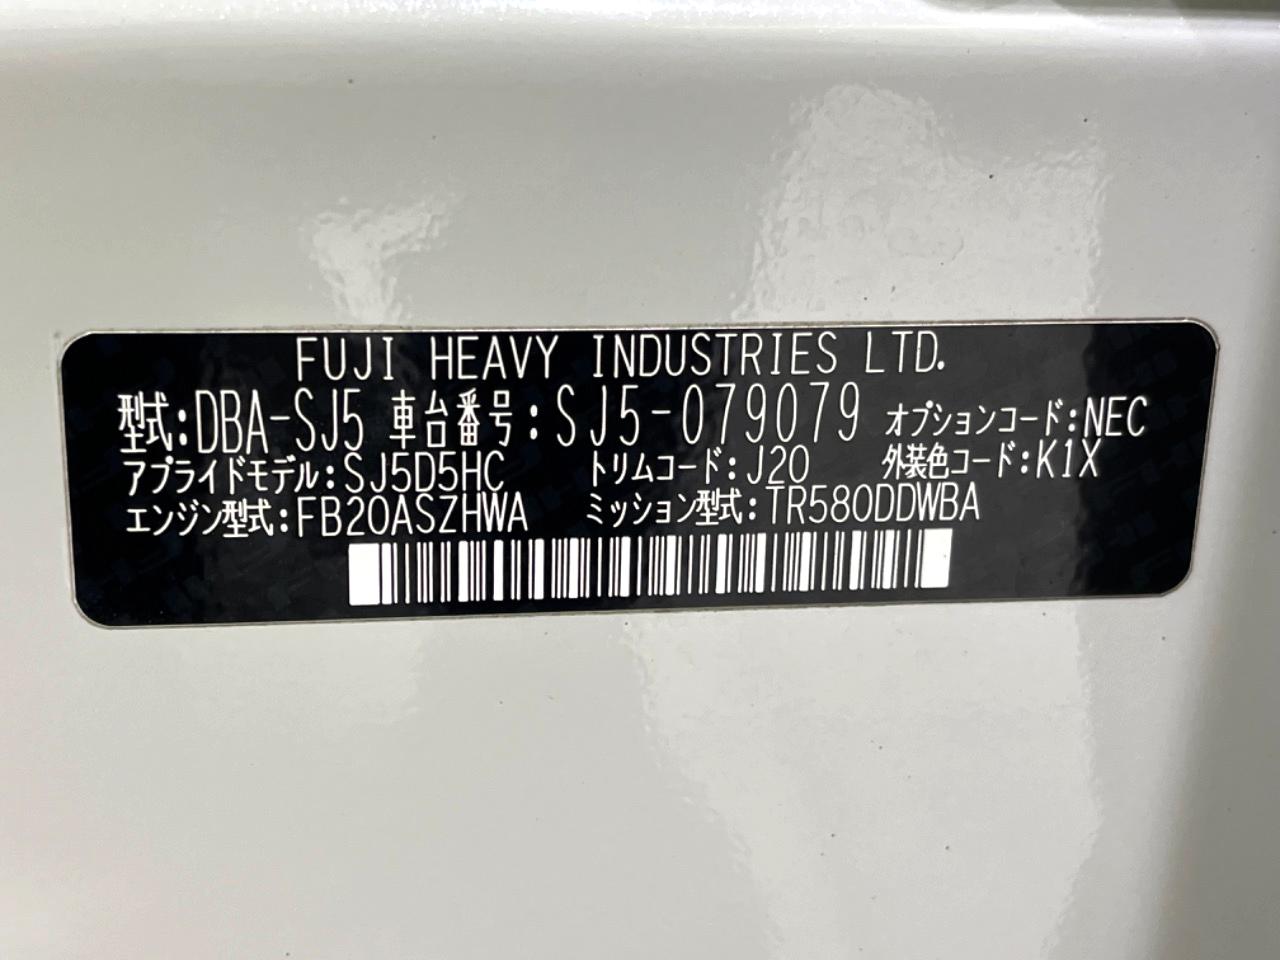 FUJI HEAVY INDUSTRIES LTD.
型式:DBA-SJ5 車台番号:SJ5-079079 オプションコード:NEC
アプライドモデル:SJ5D5HC トリムコード:J20 外装色コード:K1X
エンジン型式:FB20ASZHWA ミッション型式:TR580DDWBA